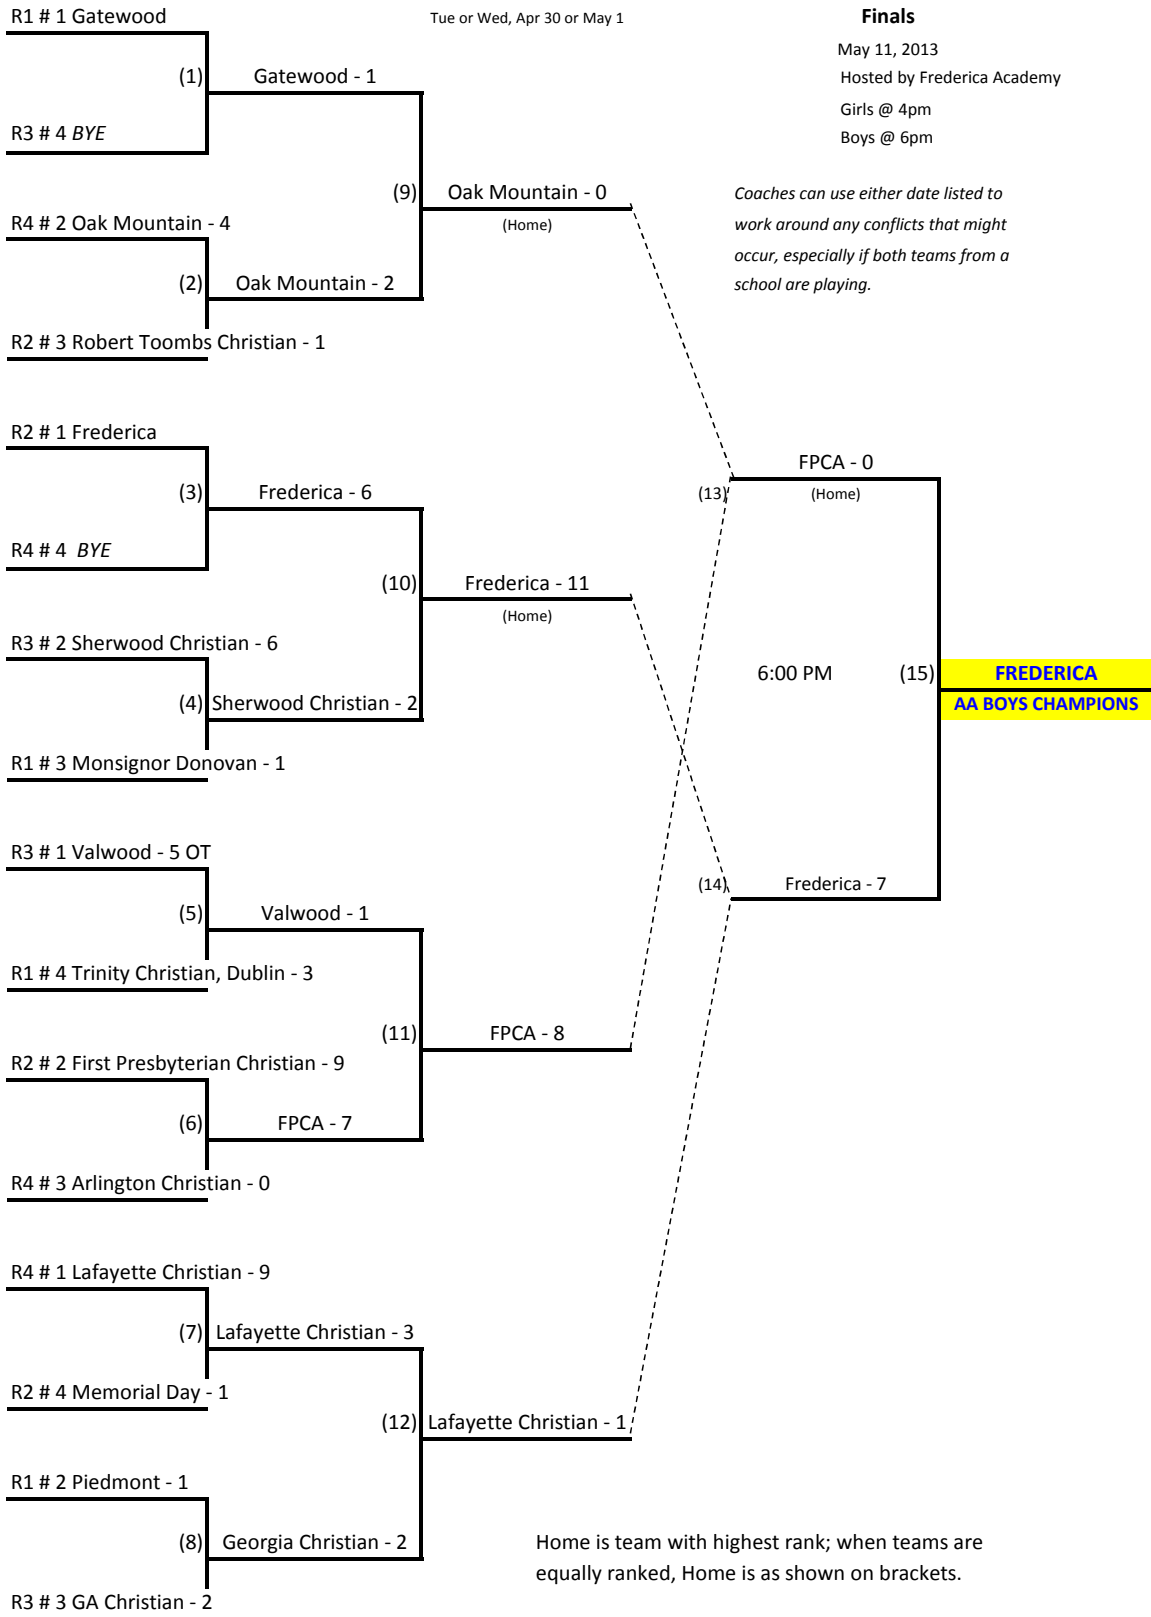 R1 # 1 Gatewood
Tue or Wed, Apr 30 or May 1
Finals
May 11, 2013
(1) Gatewood - 1
Hosted by Frederica Academy
Girls @ 4pm
R3 # 4 BYE
Boys @ 6pm
(9) Oak Mountain - 0
(Home)
Coaches can use either date listed to
work around any conflicts that might
occur, especially if both teams from a
school are playing.
R4 # 2 Oak Mountain - 4
(2) Oak Mountain - 2
R2 # 3 Robert Toombs Christian - 1
R2 # 1 Frederica
FPCA - 0
(13) (Home)
(3) Frederica - 6
R4 # 4 BYE
(10) Frederica - 11
(Home)
R3 # 2 Sherwood Christian - 6
6:00 PM (15) FREDERICA
AA BOYS CHAMPIONS
(4) Sherwood Christian - 2
R1 # 3 Monsignor Donovan - 1
R3 # 1 Valwood - 5 OT
(14) Frederica - 7
(5) Valwood - 1
R1 # 4 Trinity Christian, Dublin - 3
(11) FPCA - 8
R2 # 2 First Presbyterian Christian - 9
(6) FPCA - 7
R4 # 3 Arlington Christian - 0
R4 # 1 Lafayette Christian - 9
(7) Lafayette Christian - 3
R2 # 4 Memorial Day - 1
(12) Lafayette Christian - 1
R1 # 2 Piedmont - 1
(8) Georgia Christian - 2
Home is team with highest rank; when teams are
equally ranked, Home is as shown on brackets.
R3 # 3 GA Christian - 2